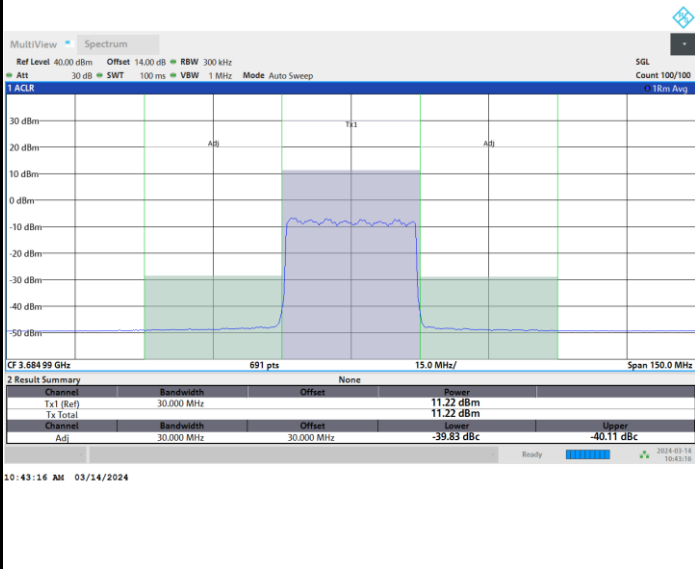 MultiView Spectrum
Ref Level 40.00 dBm Offset 14.00 dB RBW 300 kHz SGL
Att 30 dB SWT 100 ms VBW 1 MHz Mode Auto Sweep Count 100/100
1 ACLR 1Rm Avg
30 dBm
Tx1
20 dBm
Adj Adj
10 dBm
0 dBm
-10 dBm
-20 dBm
-30 dBm
-40 dBm
-50 dBm
CF 3.684 99 GHz 691 pts 15.0 MHz/ Span 150.0 MHz
2 Result Summary None
Channel Bandwidth Offset Power
Tx1 (Ref) 30.000 MHz 11.22 dBm
Tx Total 11.22 dBm
Channel Bandwidth Offset Lower Upper
Adj 30.000 MHz 30.000 MHz -39.83 dBc -40.11 dBc
Ready 2024-03-14
10:43:16
10:43:16 AM 03/14/2024